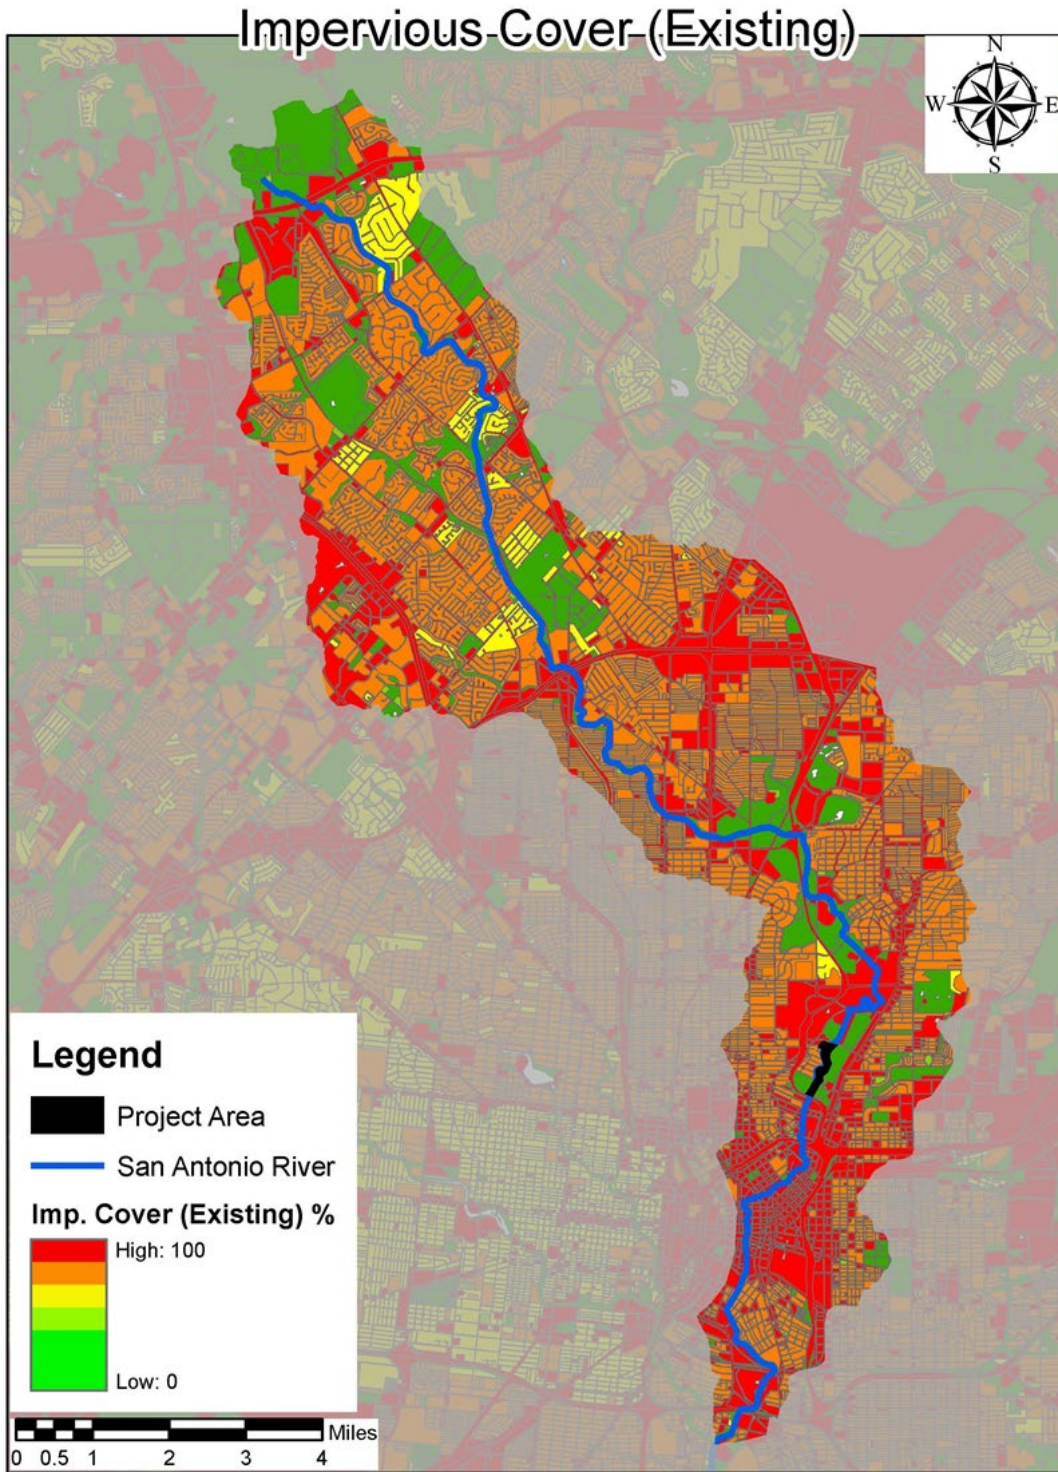 Impervious Cover (Existing)
N
W E
S
Legend
Project Area
San Antonio River
Imp. Cover (Existing) %
High: 100
Low: 0
Miles
0 0.5 1 2 3 4